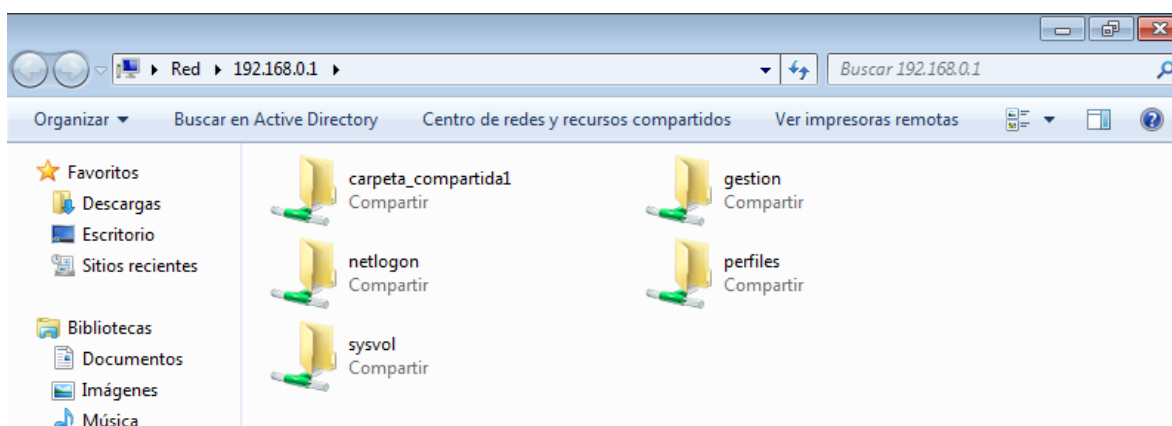 Red 192.168.0.1
Buscar 192.168.0.1
Organizar Buscar en Active Directory Centro de redes y recursos compartidos Ver impresoras remotas
Favoritos
Descargas
Escritorio
Sitios recientes
Bibliotecas
Documentos
Imágenes
Música
carpeta_compartida1
Compartir
gestion
Compartir
netlogon
Compartir
perfiles
Compartir
sysvol
Compartir